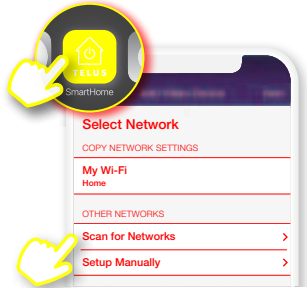 TELUS
SmartHome
Select Network
COPY NETWORK SETTINGS
My Wi-Fi
Home
OTHER NETWORKS
Scan for Networks
Setup Manually